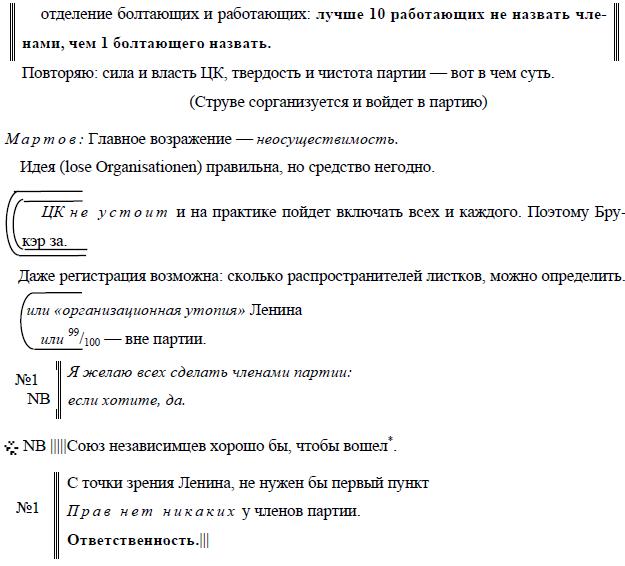 отделение болтающих и работающих: лучше 10 работающих не назвать чле-
нами, чем 1 болтающего назвать.
Повторяю: сила и власть ЦК, твердость и чистота партии — вот в чем суть.
(Струве сорганизуется и войдет в партию)
Мартов: Главное возражение — неосуществимость.
Идея (lose Organisationen) правильна, но средство негодно.
ЦК не устоит и на практике пойдет включать всех и каждого. Поэтому Бру-
кэр за.
Даже регистрация возможна: сколько распространителей листков, можно определить.
или «организационная утопия» Ленина
или 99/100 — вне партии.
№1 Я желаю всех сделать членами партии:
NB если хотите, да.
NB |||||Союз независимцев хорошо бы, чтобы вошел*.
С точки зрения Ленина, не нужен бы первый пункт
№1 Прав нет никаких у членов партии.
Ответственность.|||